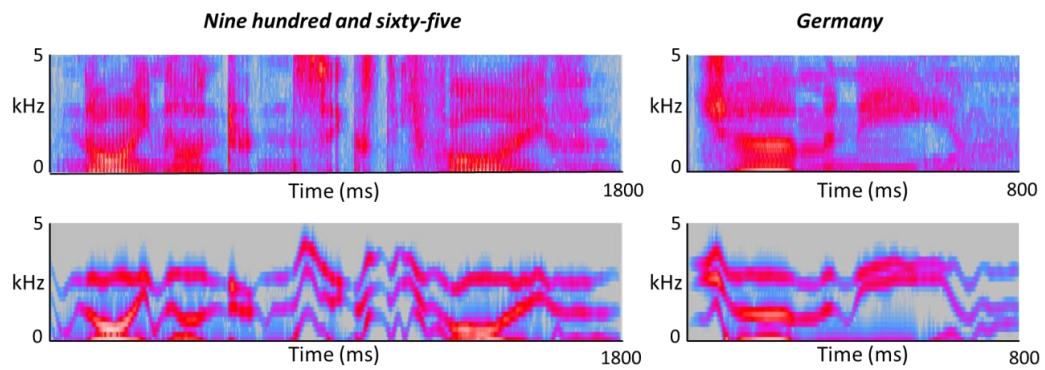 Nine hundred and sixty-five
Germany
5
kHz
0
Time (ms)
1800
5
kHz
0
Time (ms)
800
5
kHz
0
Time (ms)
1800
5
kHz
0
Time (ms)
800